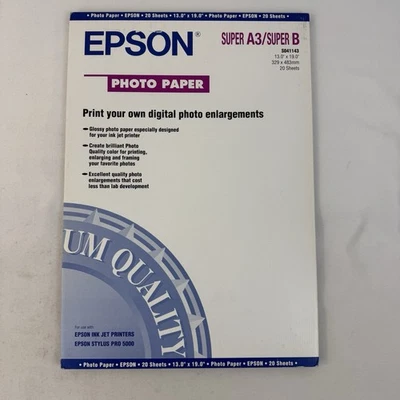 • Photo Paper • EPSON • 20 Sheets • 13.0" x 19.0" • Photo Paper • EPSON • 20 Sheets •
EPSON®
SUPER A3/SUPER B
S041143
13.0" x 19.0"
329 x 483mm
20 Sheets
PHOTO PAPER
Print your own digital photo enlargements
• Glossy photo paper especially designed
for your ink jet printer
• Create brilliant Photo
Quality color for printing,
enlarging and framing
your favorite photos
• Excellent quality photo
enlargements that cost
less than lab development
UM QUALITY
For use with:
EPSON INK JET PRINTERS
EPSON STYLUS PRO 5000
• Photo Paper • EPSON • 20 Sheets • 13.0" x 19.0" • Photo Paper • EPSON • 20 Sheets •